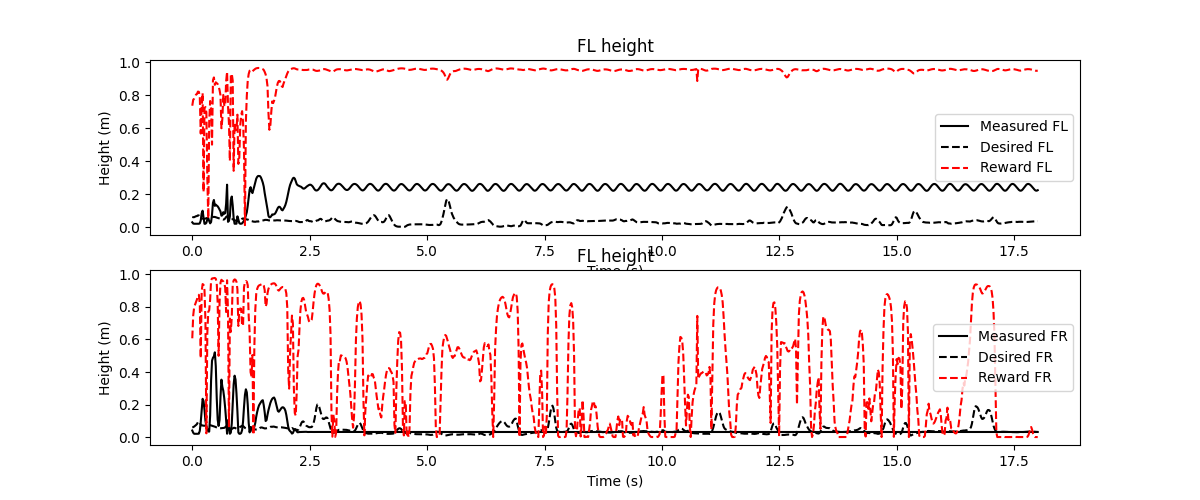 FL height
1.0
0.8
0.6
0.4
0.2
0.0
Height (m)
Measured FL
Desired FL
Reward FL
0.0 2.5 5.0 7.5 10.0 12.5 15.0 17.5
Time (s)
FL height
1.0
0.8
0.6
0.4
0.2
0.0
Height (m)
Measured FR
Desired FR
Reward FR
0.0 2.5 5.0 7.5 10.0 12.5 15.0 17.5
Time (s)